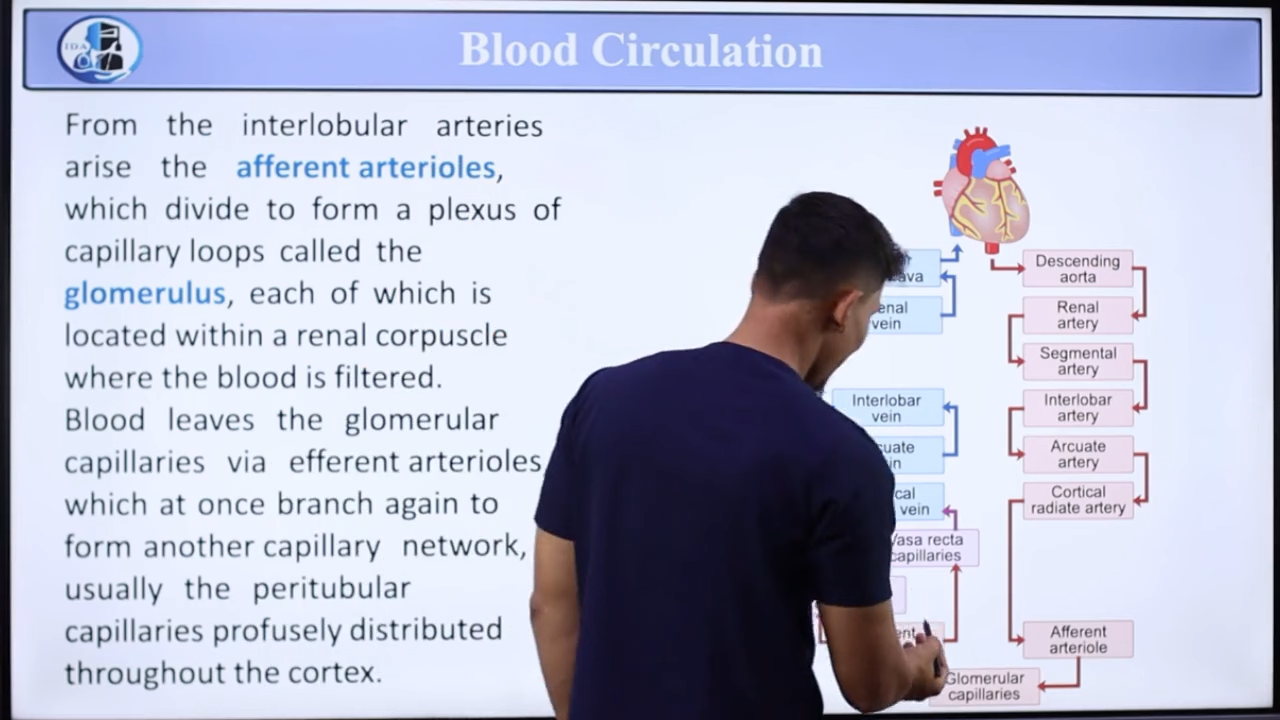 IDA
Blood Circulation
From the interlobular arteries
arise the afferent arterioles,
which divide to form a plexus of
capillary loops called the
glomerulus, each of which is
located within a renal corpuscle
where the blood is filtered.
Blood leaves the glomerular
capillaries via efferent arterioles
which at once branch again to
form another capillary network,
usually the peritubular
capillaries profusely distributed
throughout the cortex.
vein
Interlobar
vein
vein
Vasa recta
capillaries
Descending
aorta
Renal
artery
Segmental
artery
Interlobar
artery
Arcuate
artery
Cortical
radiate artery
Afferent
arteriole
Glomerular
capillaries